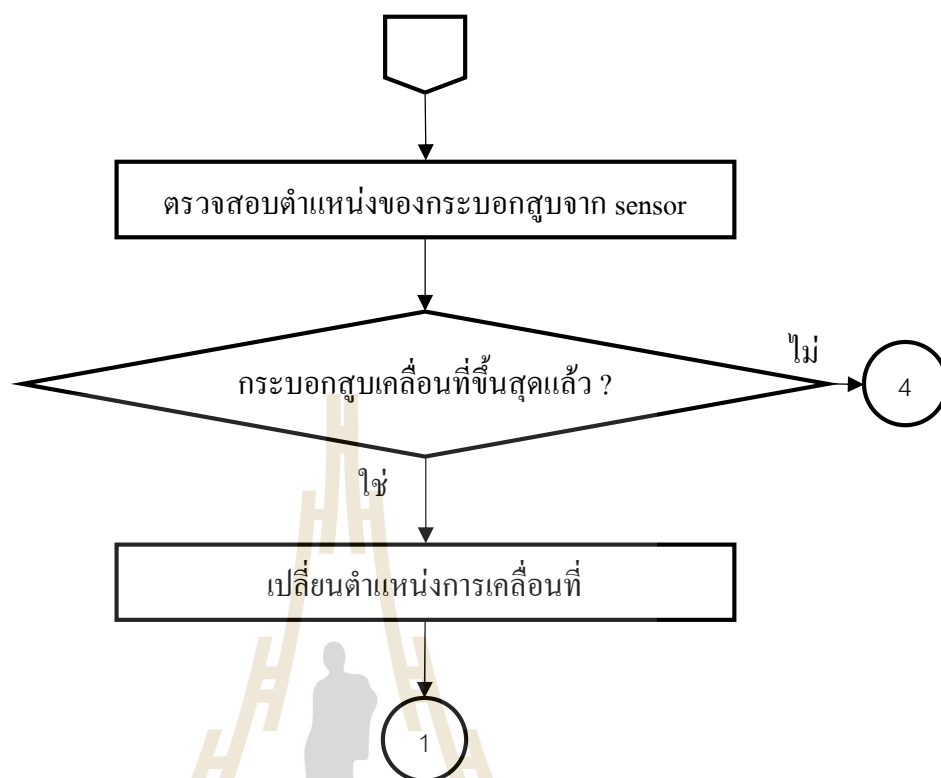 ตรวจสอบตำแหน่งของกระบอกสูบจาก sensor
ไม่
กระบอกสูบเคลื่อนที่ขึ้นสุดแล้ว ?
4
ใช่
เปลี่ยนตำแหน่งการเคลื่อนที่
1